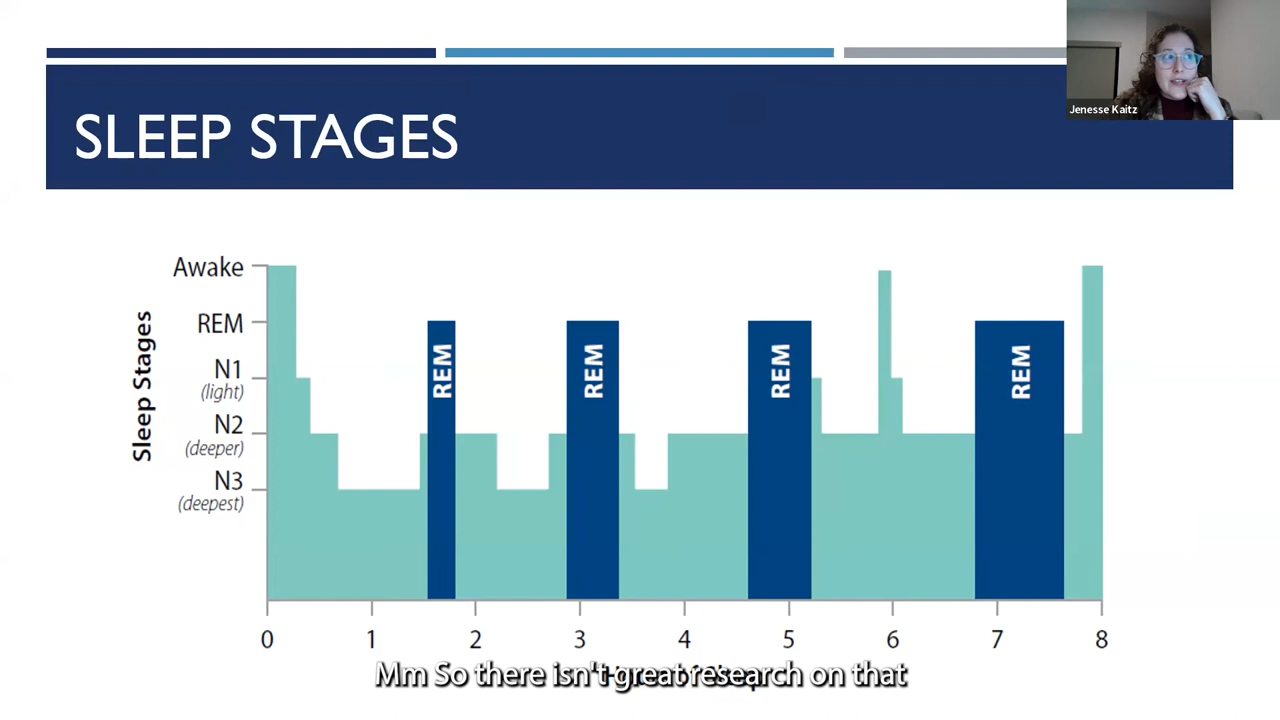 Jenesse Kaitz
SLEEP STAGES
Sleep Stages
Awake
REM
N1
(light)
N2
(deeper)
N3
(deepest)
REM
REM
REM
REM
0 1 2 3 4 5 6 7 8
Mm So there isn't great research on that